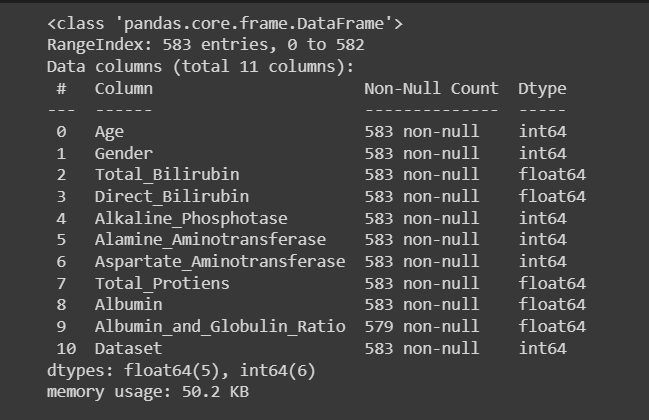 <class 'pandas.core.frame.DataFrame'>
RangeIndex: 583 entries, 0 to 582
Data columns (total 11 columns):
 #   Column                      Non-Null Count  Dtype
---  ------                      --------------  -----
 0   Age                         583 non-null    int64
 1   Gender                      583 non-null    int64
 2   Total_Bilirubin             583 non-null    float64
 3   Direct_Bilirubin            583 non-null    float64
 4   Alkaline_Phosphotase        583 non-null    int64
 5   Alamine_Aminotransferase    583 non-null    int64
 6   Aspartate_Aminotransferase  583 non-null    int64
 7   Total_Protiens              583 non-null    float64
 8   Albumin                     583 non-null    float64
 9   Albumin_and_Globulin_Ratio  579 non-null    float64
 10  Dataset                     583 non-null    int64
dtypes: float64(5), int64(6)
memory usage: 50.2 KB